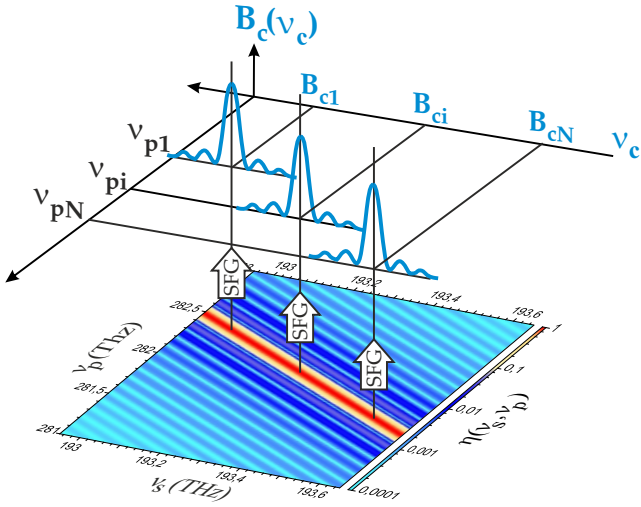 B_c(ν_c)
B_c1
B_ci
B_cN
ν_c
ν_p1
ν_pi
ν_pN
SFG
SFG
SFG
193
193,2
193,4
193,6
282,5
282
281,5
281
ν_p(Thz)
193
193,2
193,4
193,6
ν_s (THz)
1
0,1
0,01
0,001
0,0001
η(ν_s,ν_p)